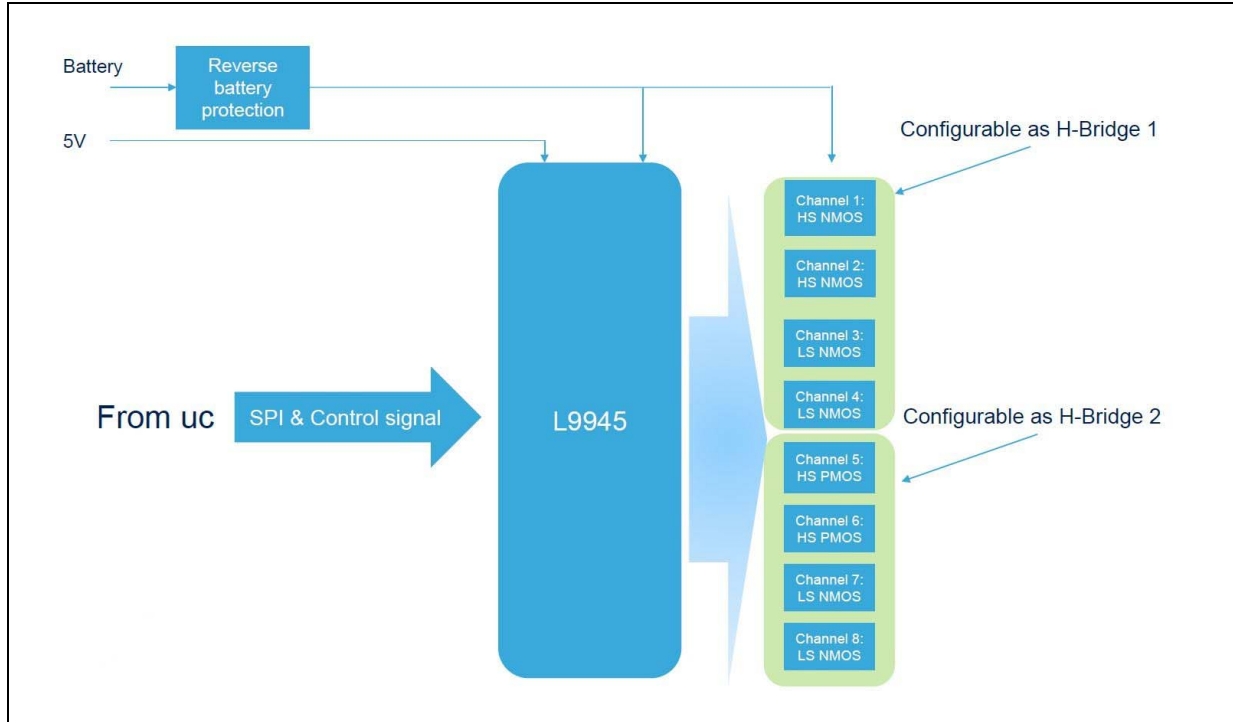 Battery
Reverse
battery
protection
5V
Configurable as H-Bridge 1
Channel 1:
HS NMOS
Channel 2:
HS NMOS
Channel 3:
LS NMOS
Channel 4:
LS NMOS
From uc
SPI & Control signal
L9945
Configurable as H-Bridge 2
Channel 5:
HS PMOS
Channel 6:
HS PMOS
Channel 7:
LS NMOS
Channel 8:
LS NMOS